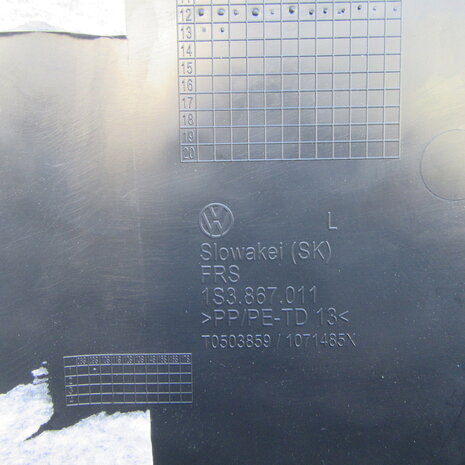 12
13
14
15
16
17
18
19
20
L
Slowakei (SK)
FRS
1S3.867.011
>PP/PE-TD 13<
T0503859 / 1071485X